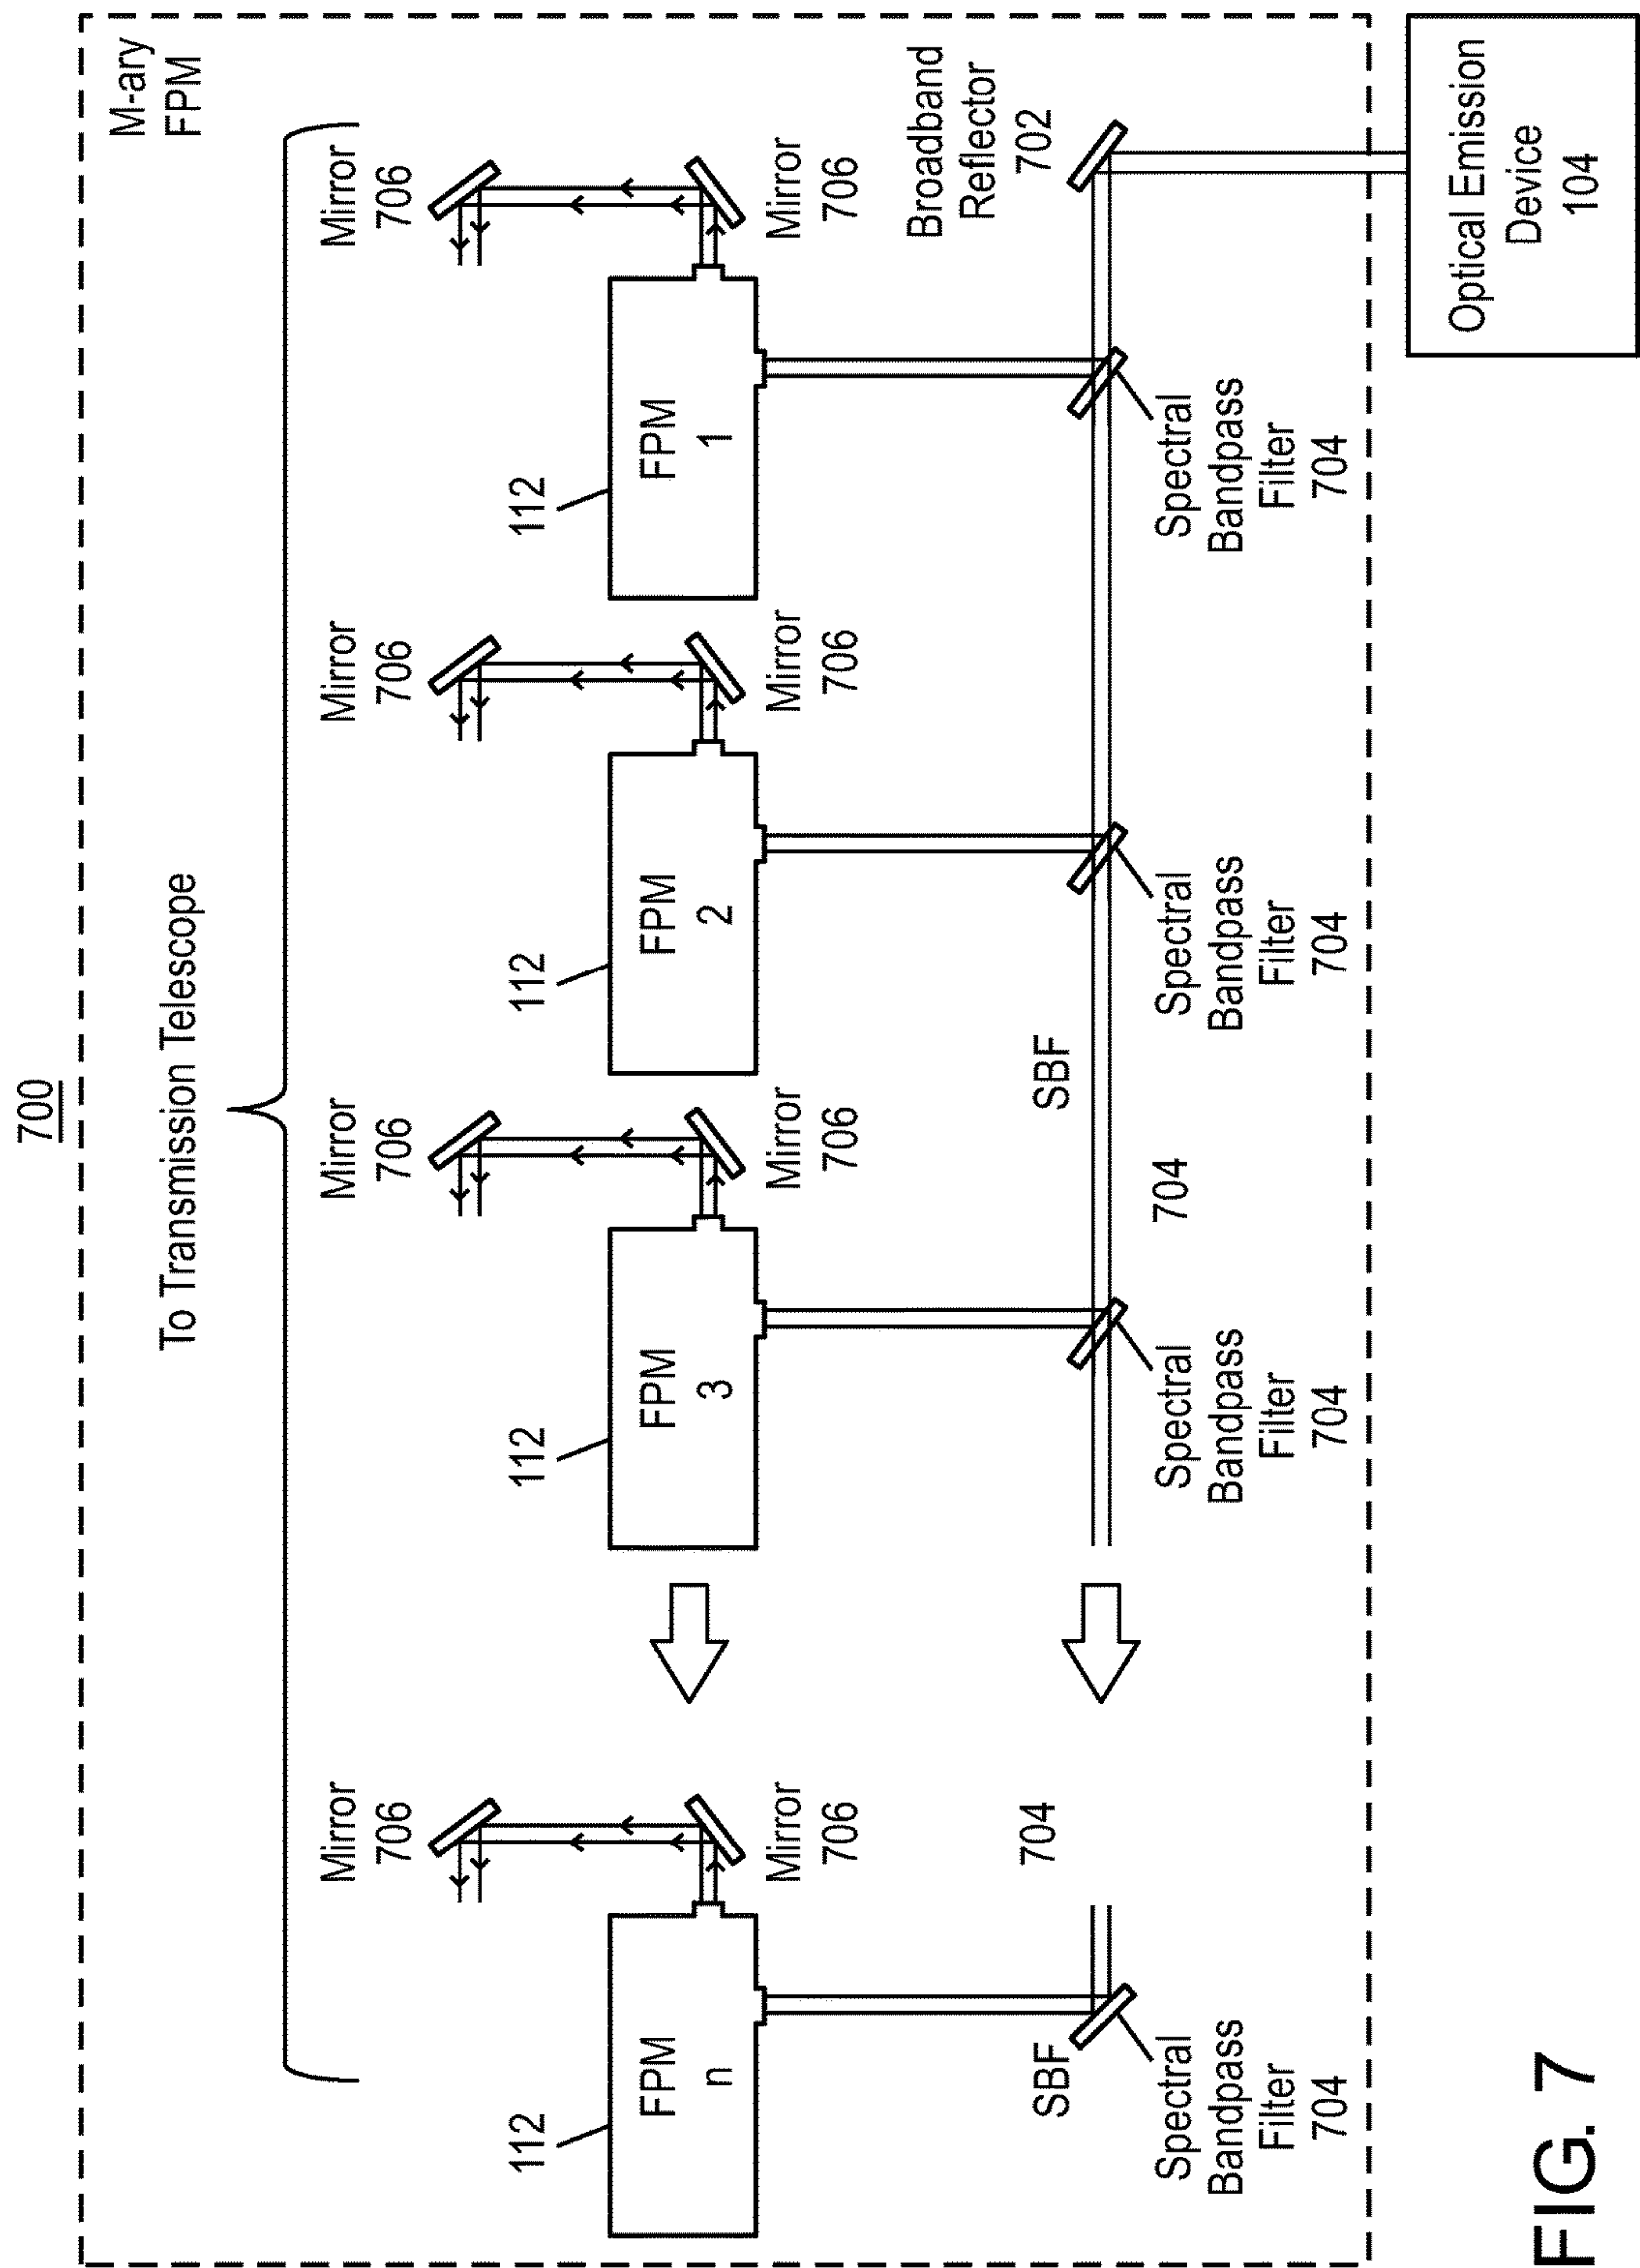 700
M-ary
FPM
To Transmission Telescope
Mirror
706
Mirror
706
Mirror
706
Mirror
706
112
112
112
112
FPM
n
FPM
3
FPM
2
FPM
1
Mirror
706
Mirror
706
Mirror
706
Mirror
706
Broadband
Reflector
702
704
SBF
SBF
704
Spectral
Bandpass
Filter
704
Spectral
Bandpass
Filter
704
Spectral
Bandpass
Filter
704
Spectral
Bandpass
Filter
704
Optical Emission
Device
104
FIG. 7